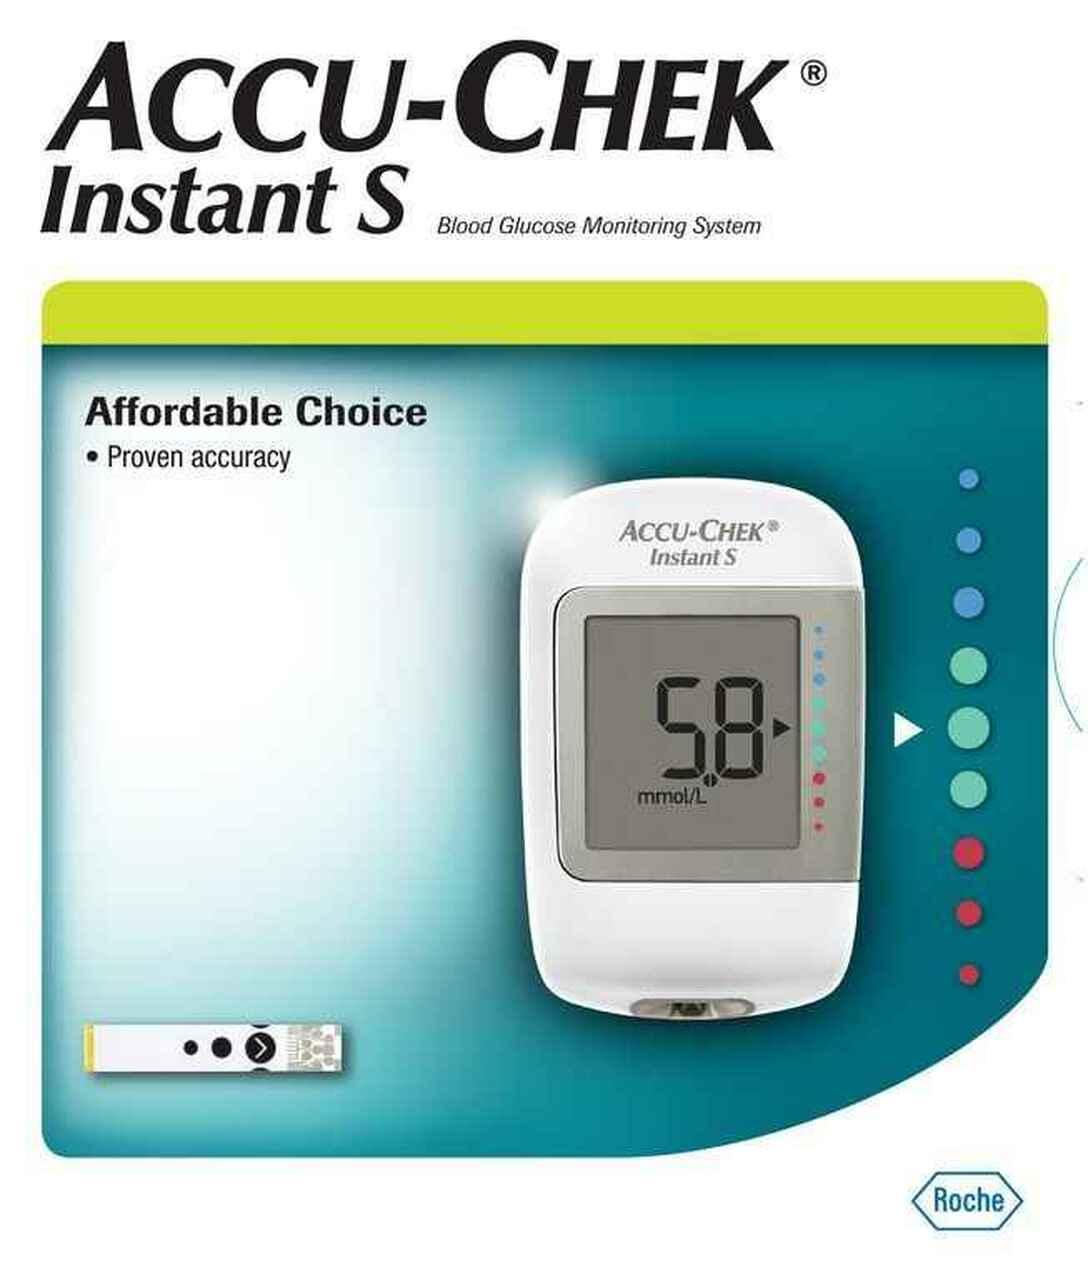 ACCU-CHEK®
Instant S
Blood Glucose Monitoring System
Affordable Choice
• Proven accuracy
ACCU-CHEK®
Instant S
5.8
mmol/L
Roche